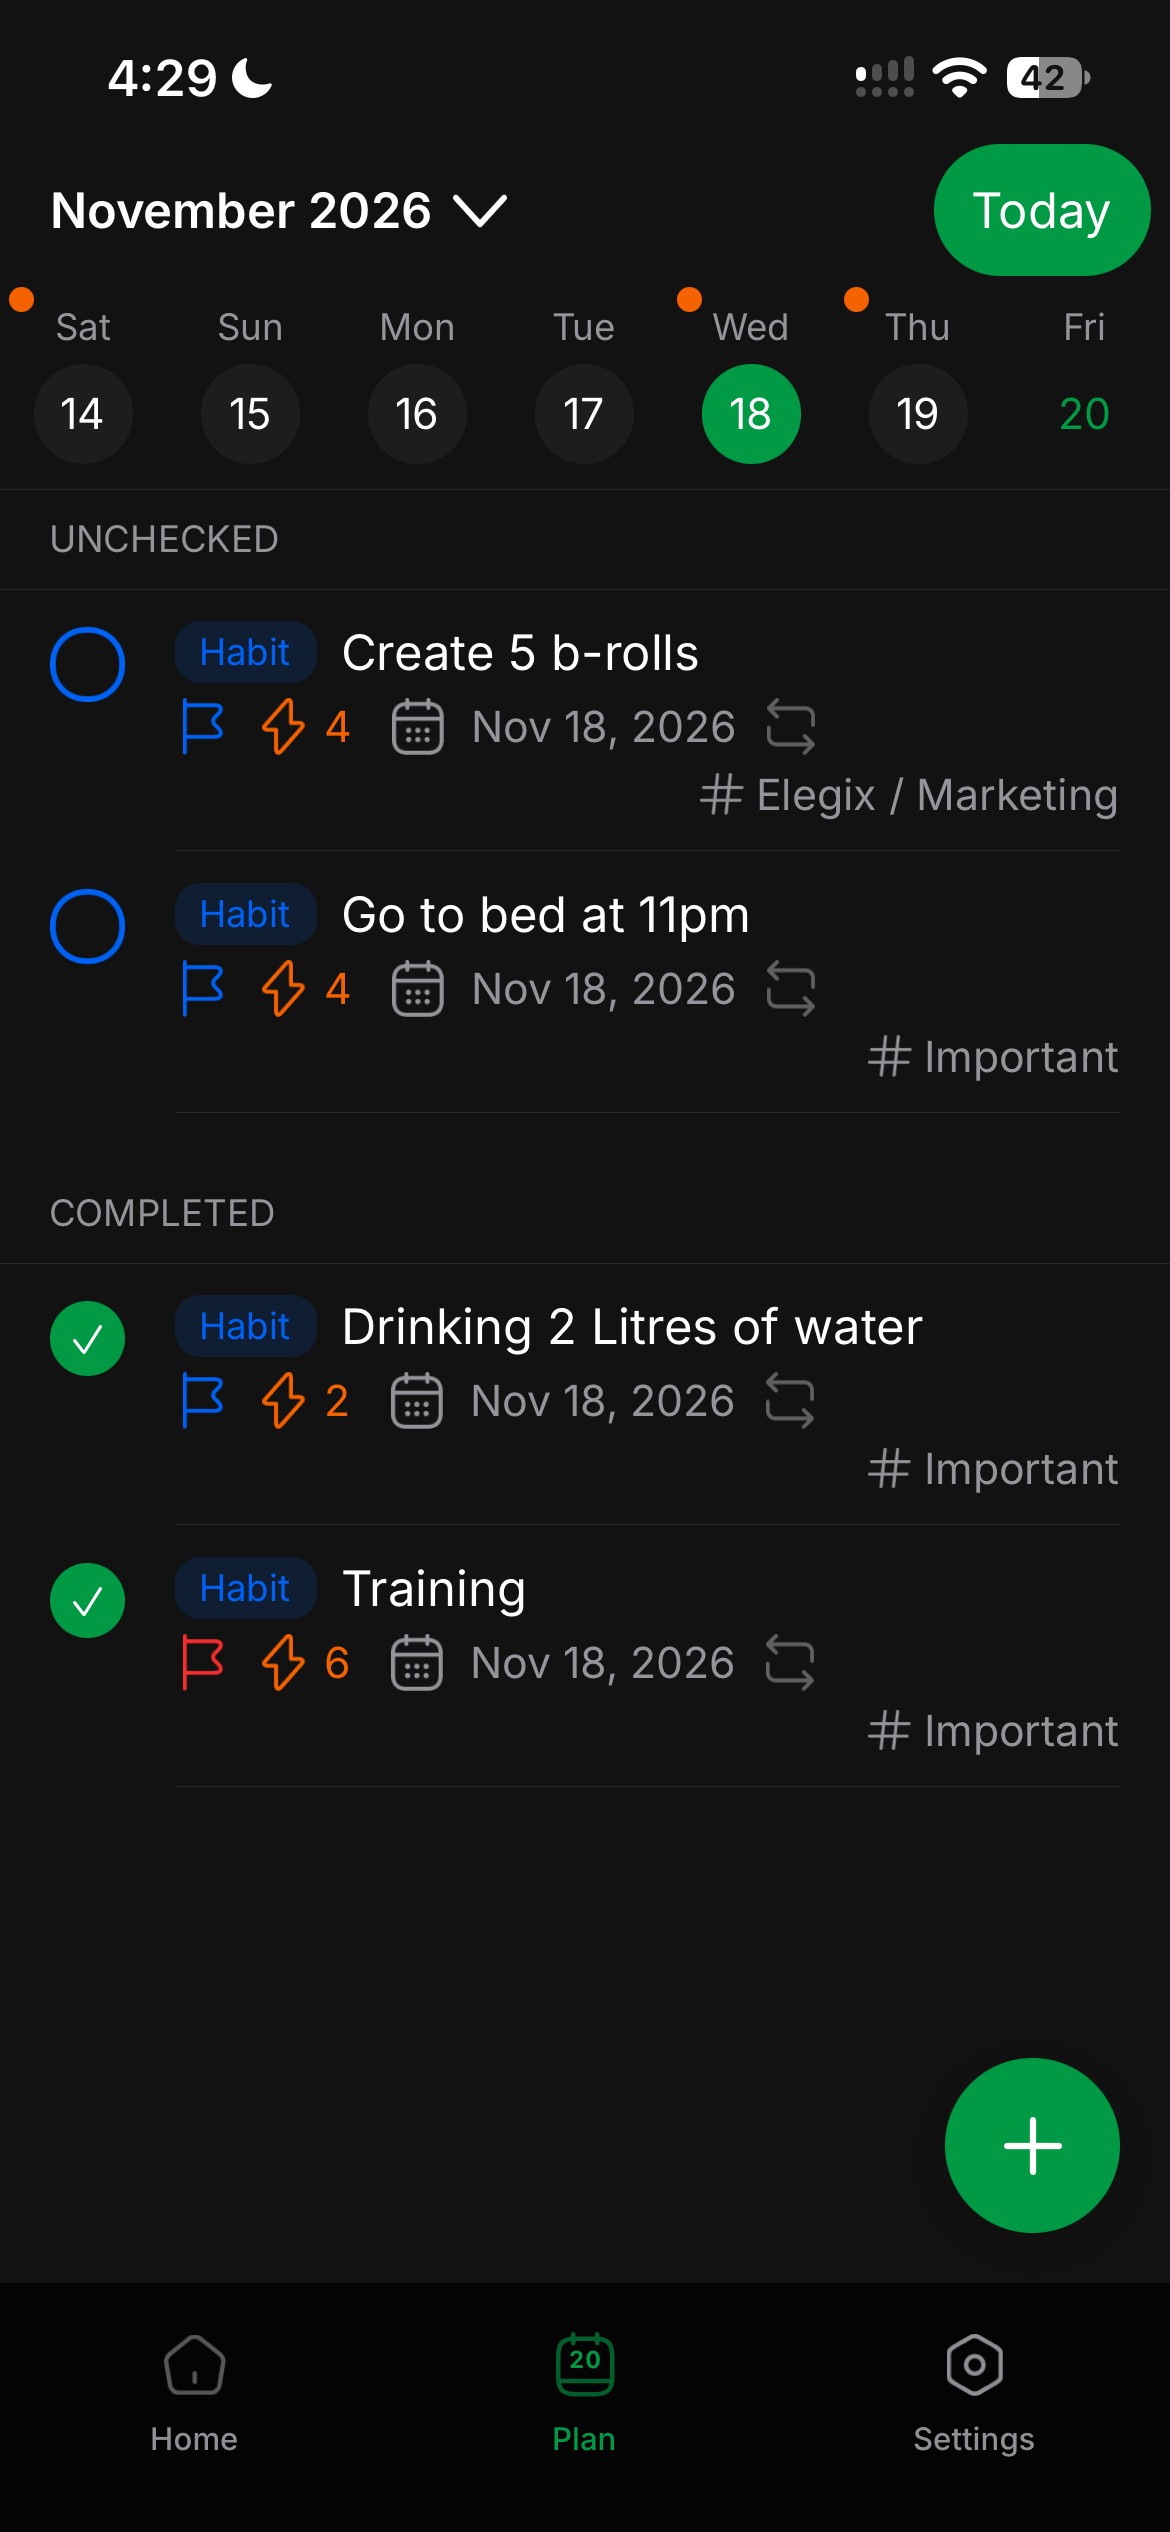 4:29
42
November 2026
Today
Sat Sun Mon Tue Wed Thu Fri
14 15 16 17 18 19 20
UNCHECKED
Habit Create 5 b-rolls
4 Nov 18, 2026
# Elegix / Marketing
Habit Go to bed at 11pm
4 Nov 18, 2026
# Important
COMPLETED
Habit Drinking 2 Litres of water
2 Nov 18, 2026
# Important
Habit Training
6 Nov 18, 2026
# Important
20
Home Plan Settings